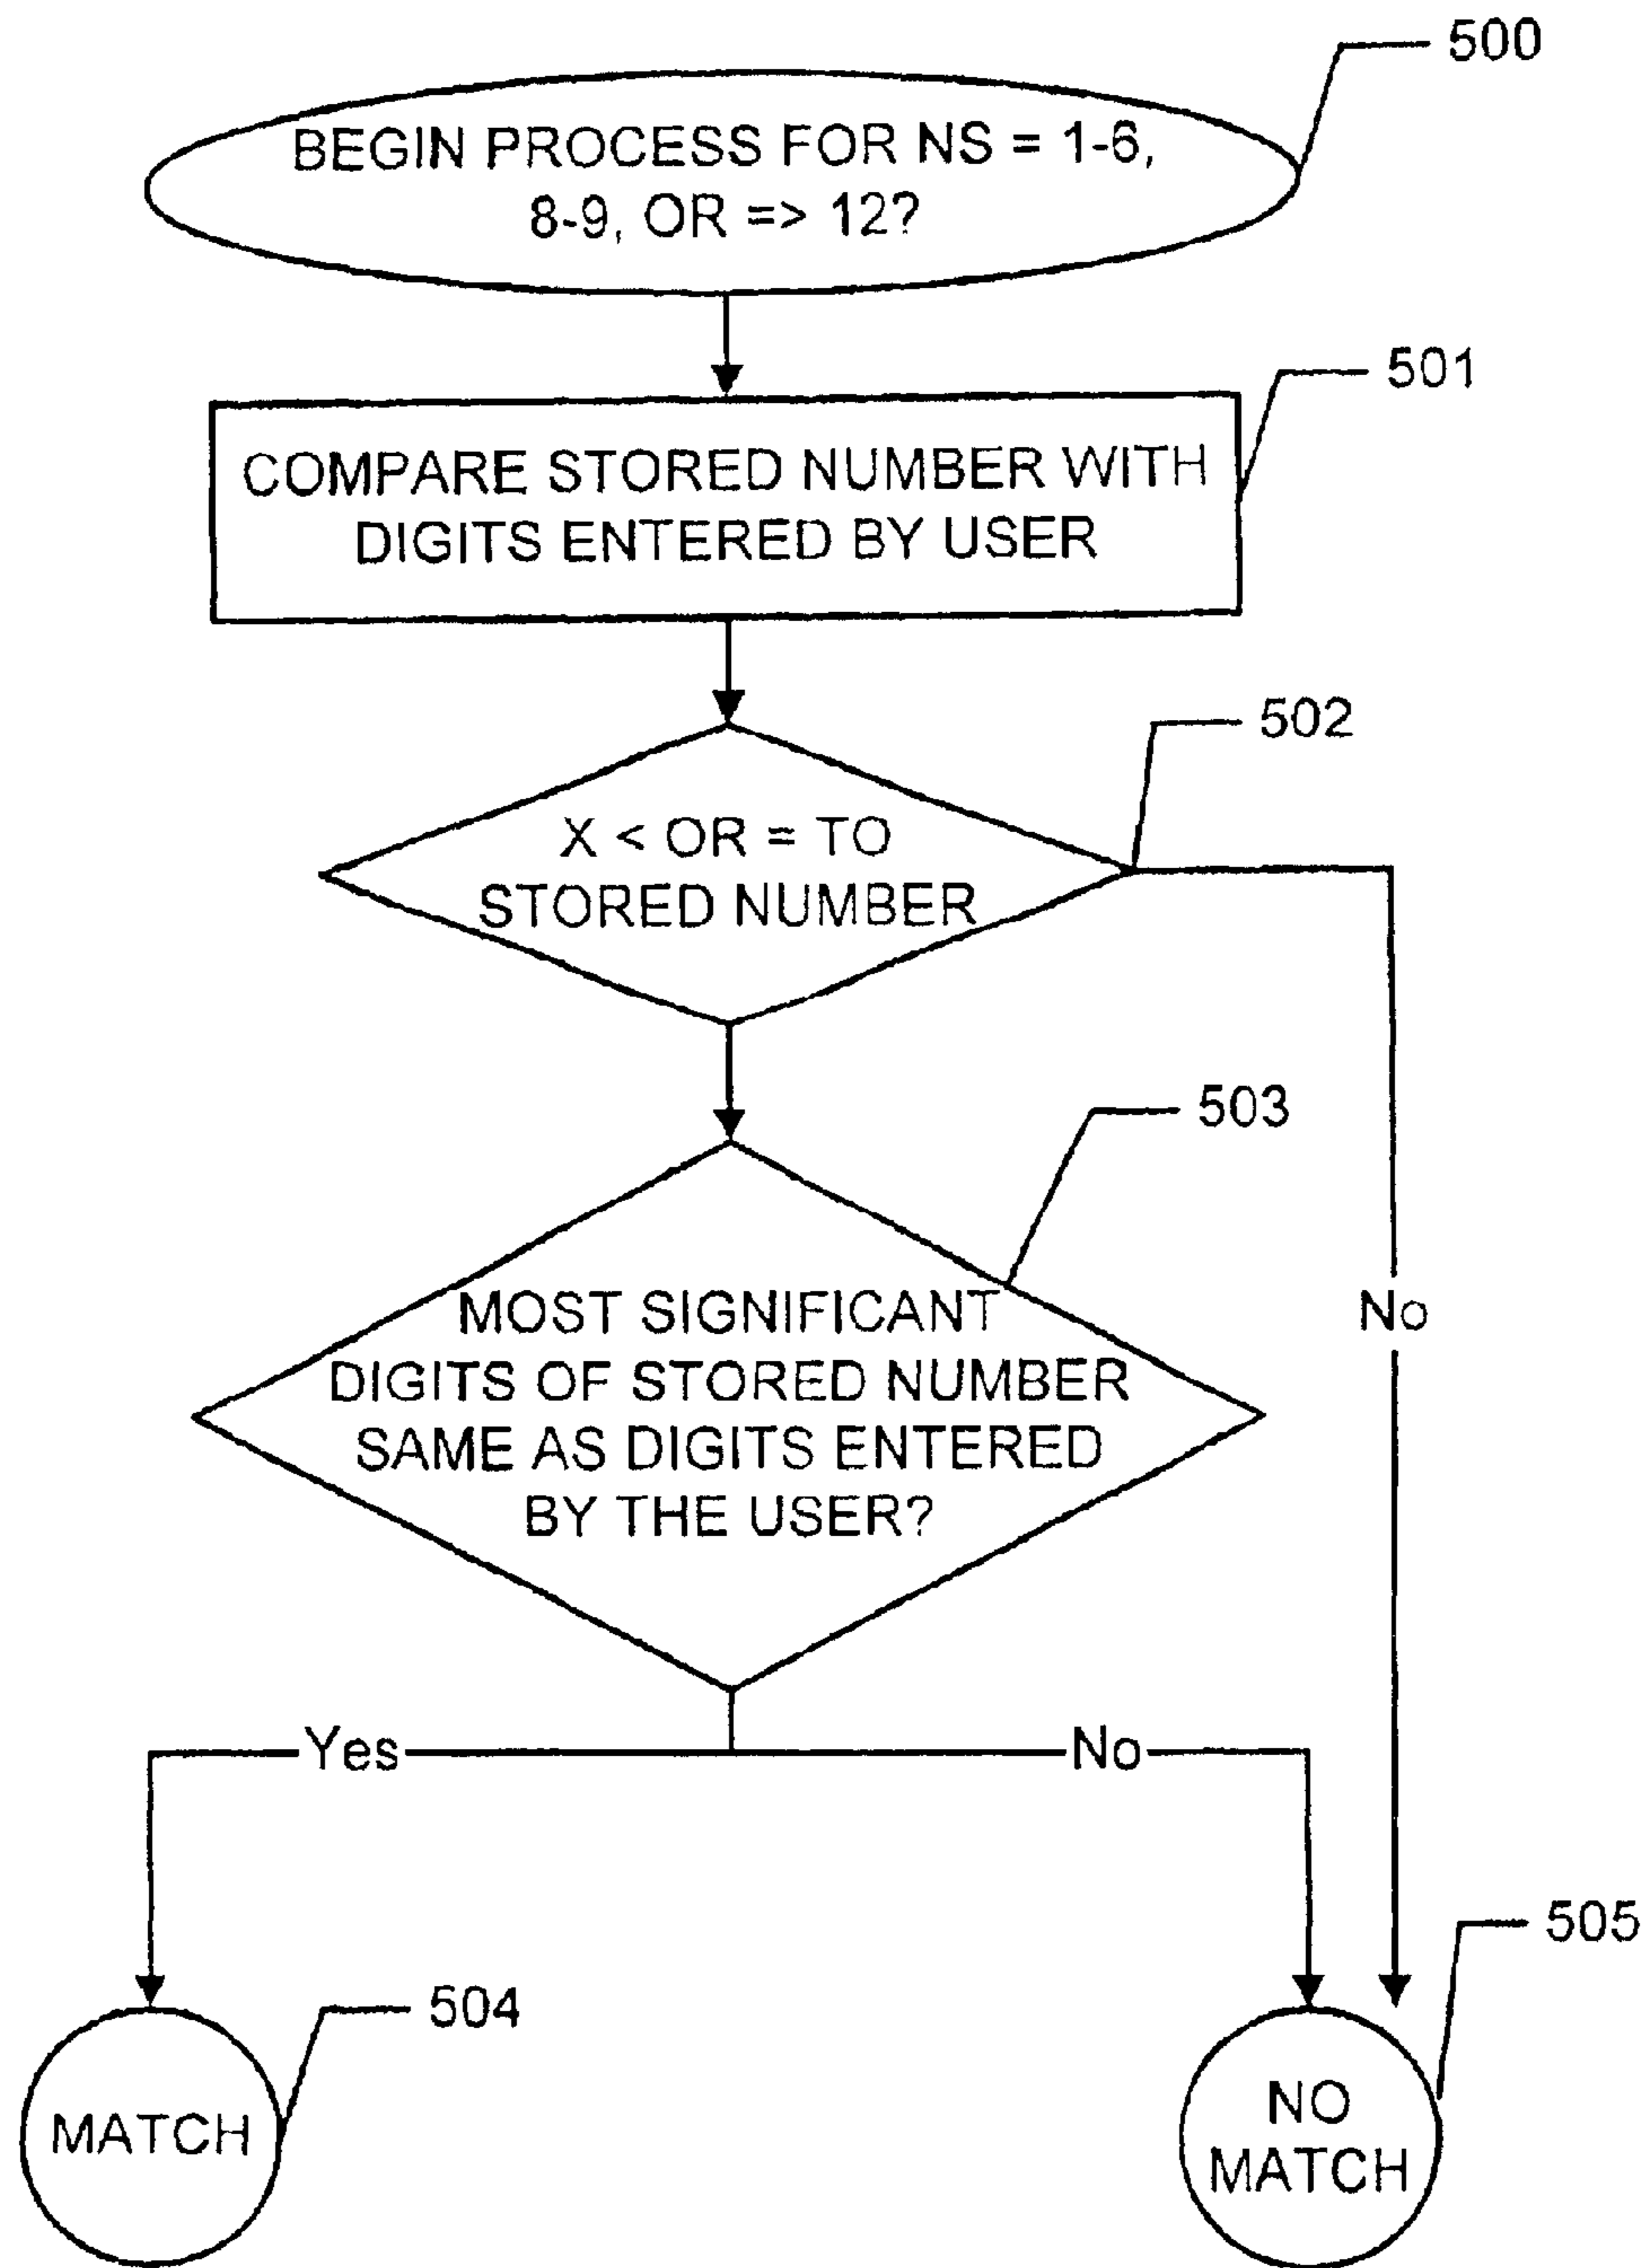 500
BEGIN PROCESS FOR NS = 1-6,
8-9, OR => 12?
501
COMPARE STORED NUMBER WITH
DIGITS ENTERED BY USER
502
X < OR = TO
STORED NUMBER
503
MOST SIGNIFICANT
DIGITS OF STORED NUMBER
SAME AS DIGITS ENTERED
BY THE USER?
No
Yes
No
504
505
MATCH
NO
MATCH